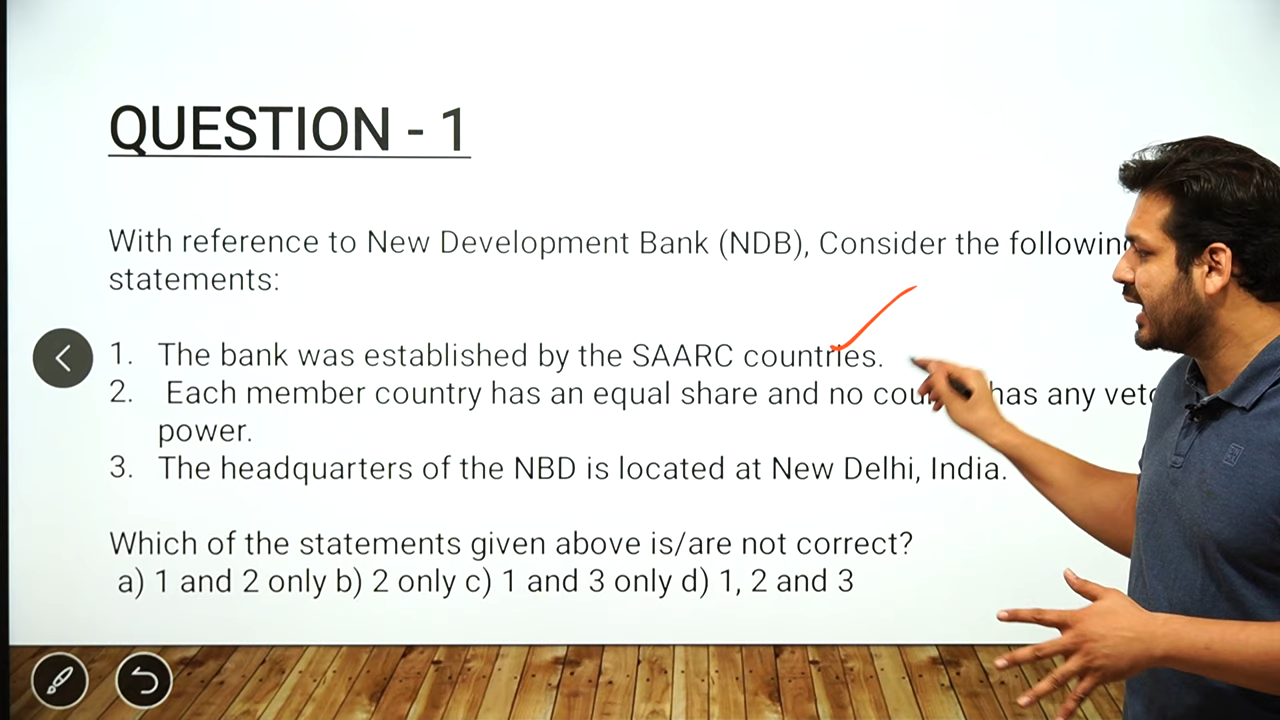 QUESTION - 1
With reference to New Development Bank (NDB), Consider the following
statements:
1. The bank was established by the SAARC countries.
2. Each member country has an equal share and no has any veto
power.
3. The headquarters of the NBD is located at New Delhi, India.
Which of the statements given above is/are not correct?
a) 1 and 2 only b) 2 only c) 1 and 3 only d) 1, 2 and 3